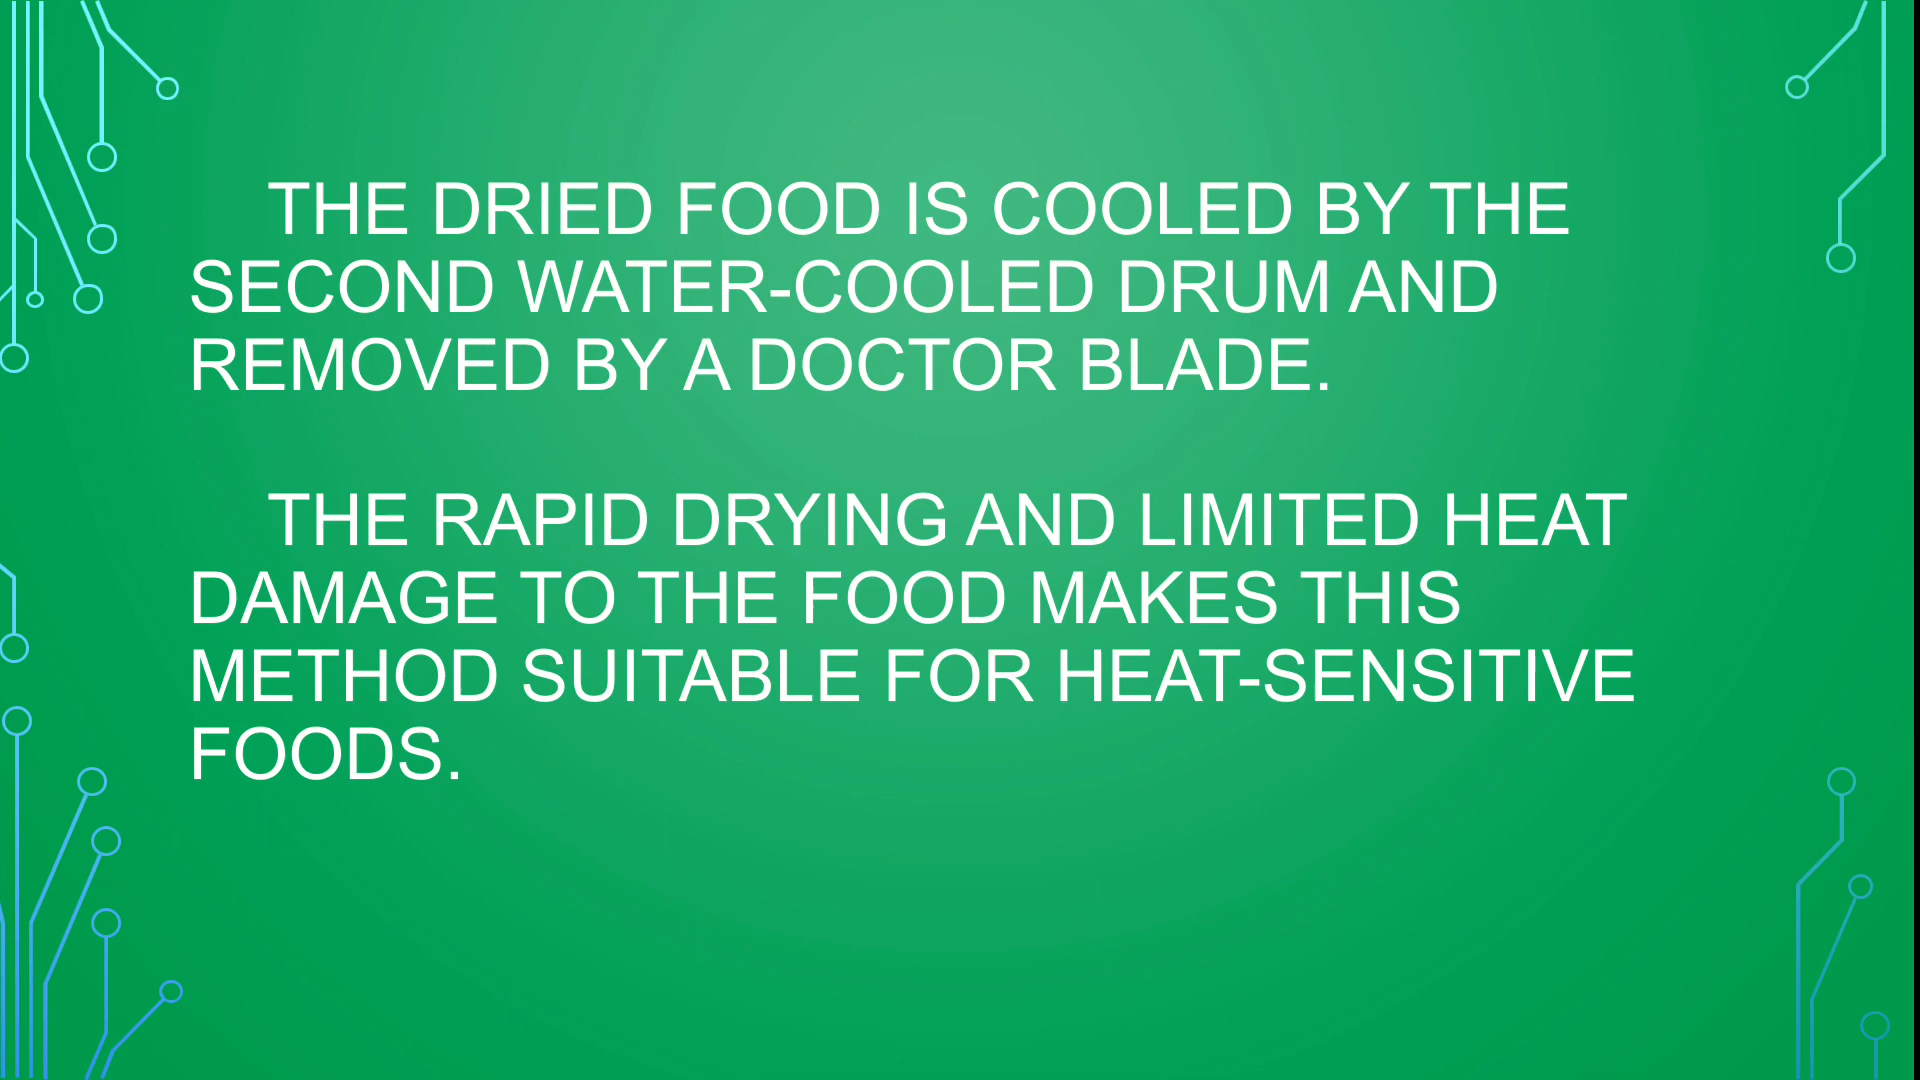 THE DRIED FOOD IS COOLED BY THE
SECOND WATER-COOLED DRUM AND
REMOVED BY A DOCTOR BLADE.
THE RAPID DRYING AND LIMITED HEAT
DAMAGE TO THE FOOD MAKES THIS
METHOD SUITABLE FOR HEAT-SENSITIVE
FOODS.